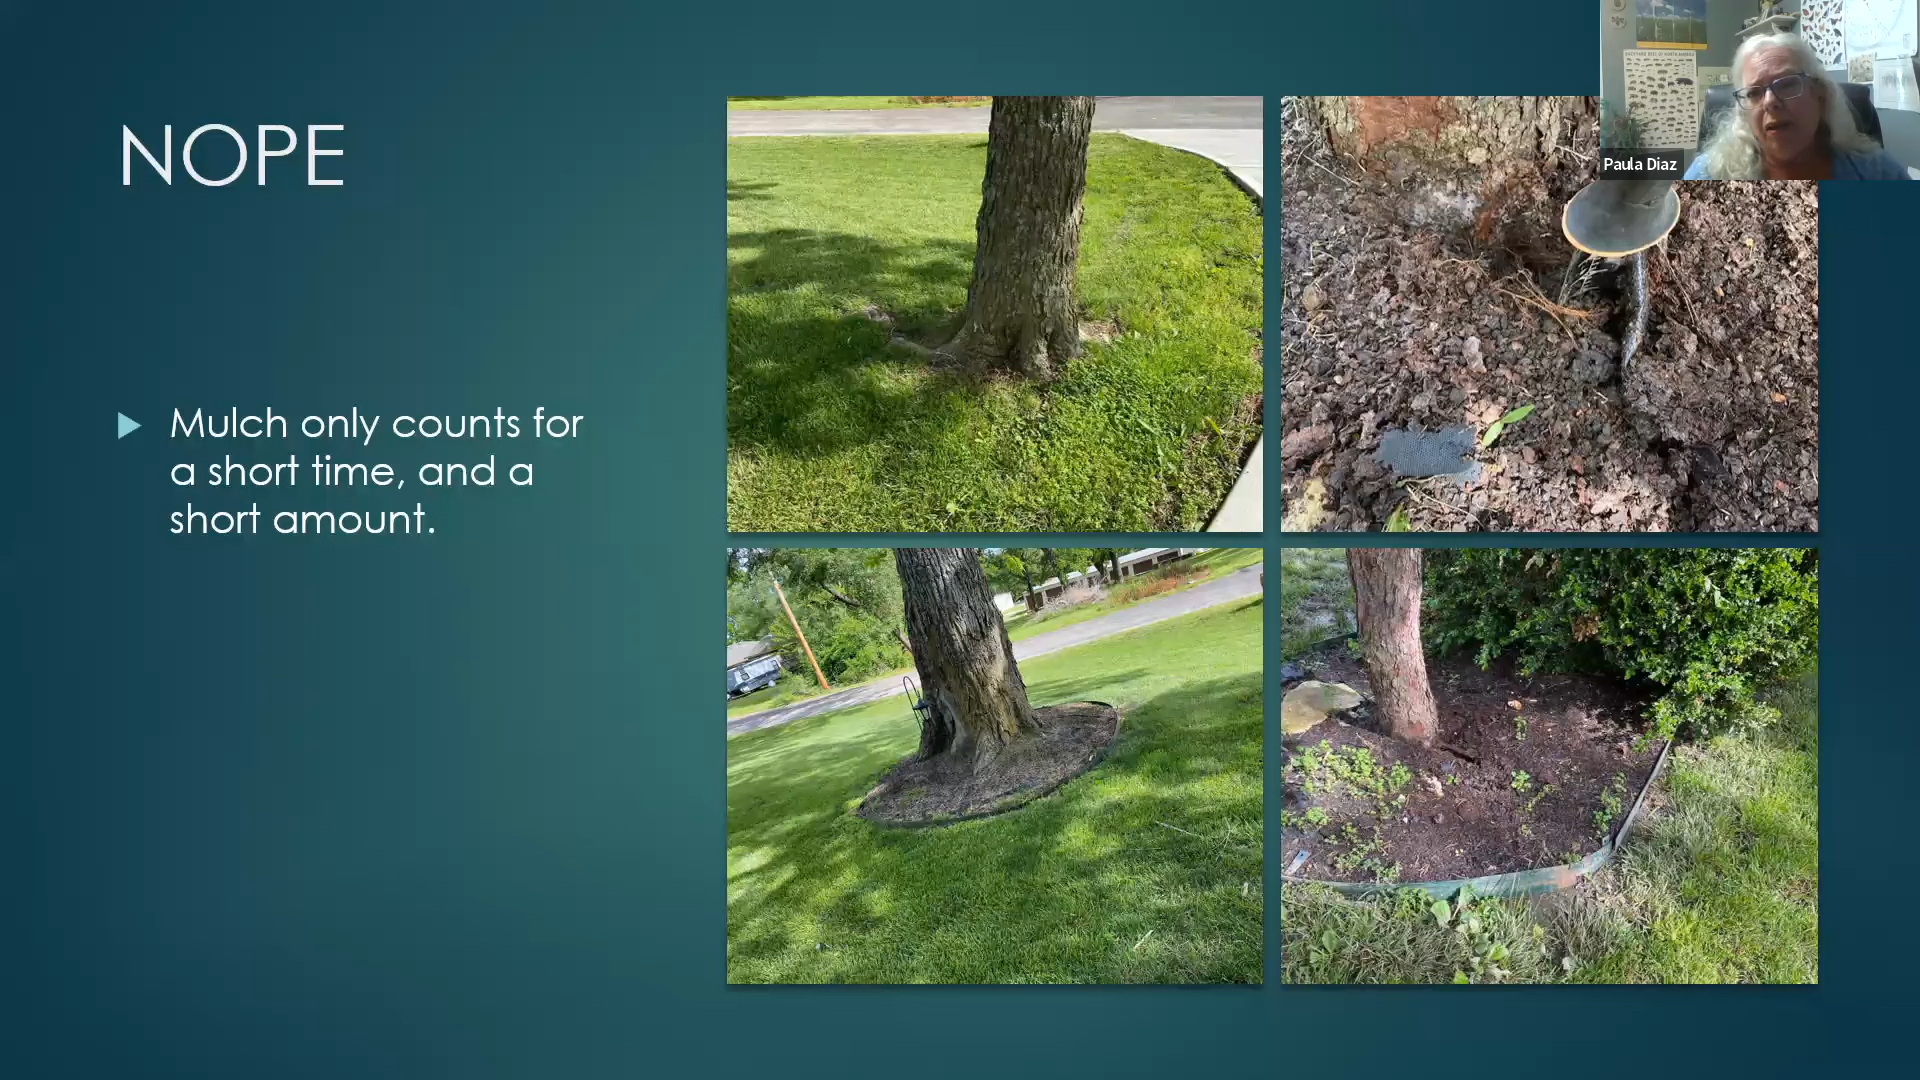 NOPE
Mulch only counts for
a short time, and a
short amount.
Paula Diaz